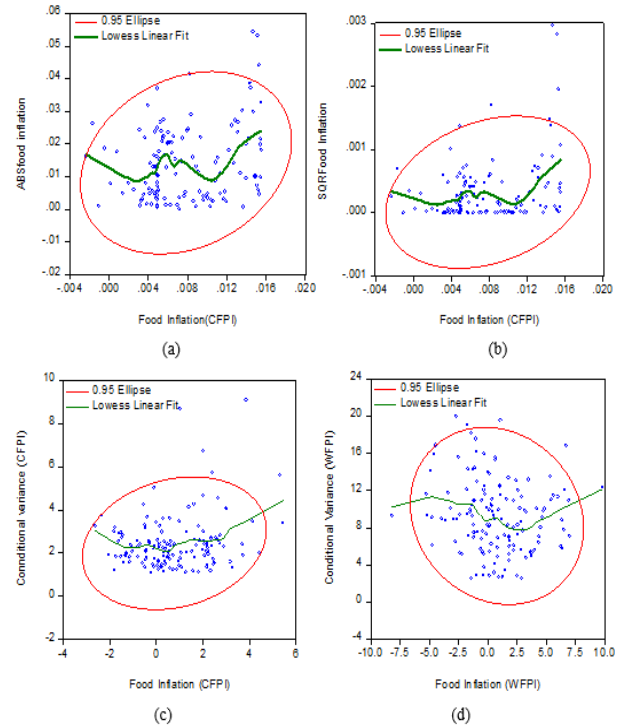 0.95 Ellipse
Lowess Linear Fit
.06
.05
.04
.03
.02
.01
.00
-.01
-.02
ABSfood Inflation
-.004 .000 .004 .008 .012 .016 .020
Food Inflation(CFPI)
(a)
0.95 Ellipse
Lowess Linear Fit
.003
.002
.001
.000
-.001
SQRFood Inflation
-.004 .000 .004 .008 .012 .016 .020
Food Inflation (CFPI)
(b)
0.95 Ellipse
Lowess Linear Fit
10
8
6
4
2
0
-2
Conditional variance (CFPI)
-4 -2 0 2 4 6
Food Inflation (CFPI)
(c)
0.95 Ellipse
Lowess Linear Fit
24
20
16
12
8
4
0
-4
Conditional Variance (WFPI)
-10.0 -7.5 -5.0 -2.5 0.0 2.5 5.0 7.5 10.0
Food Inflation (WFPI)
(d)